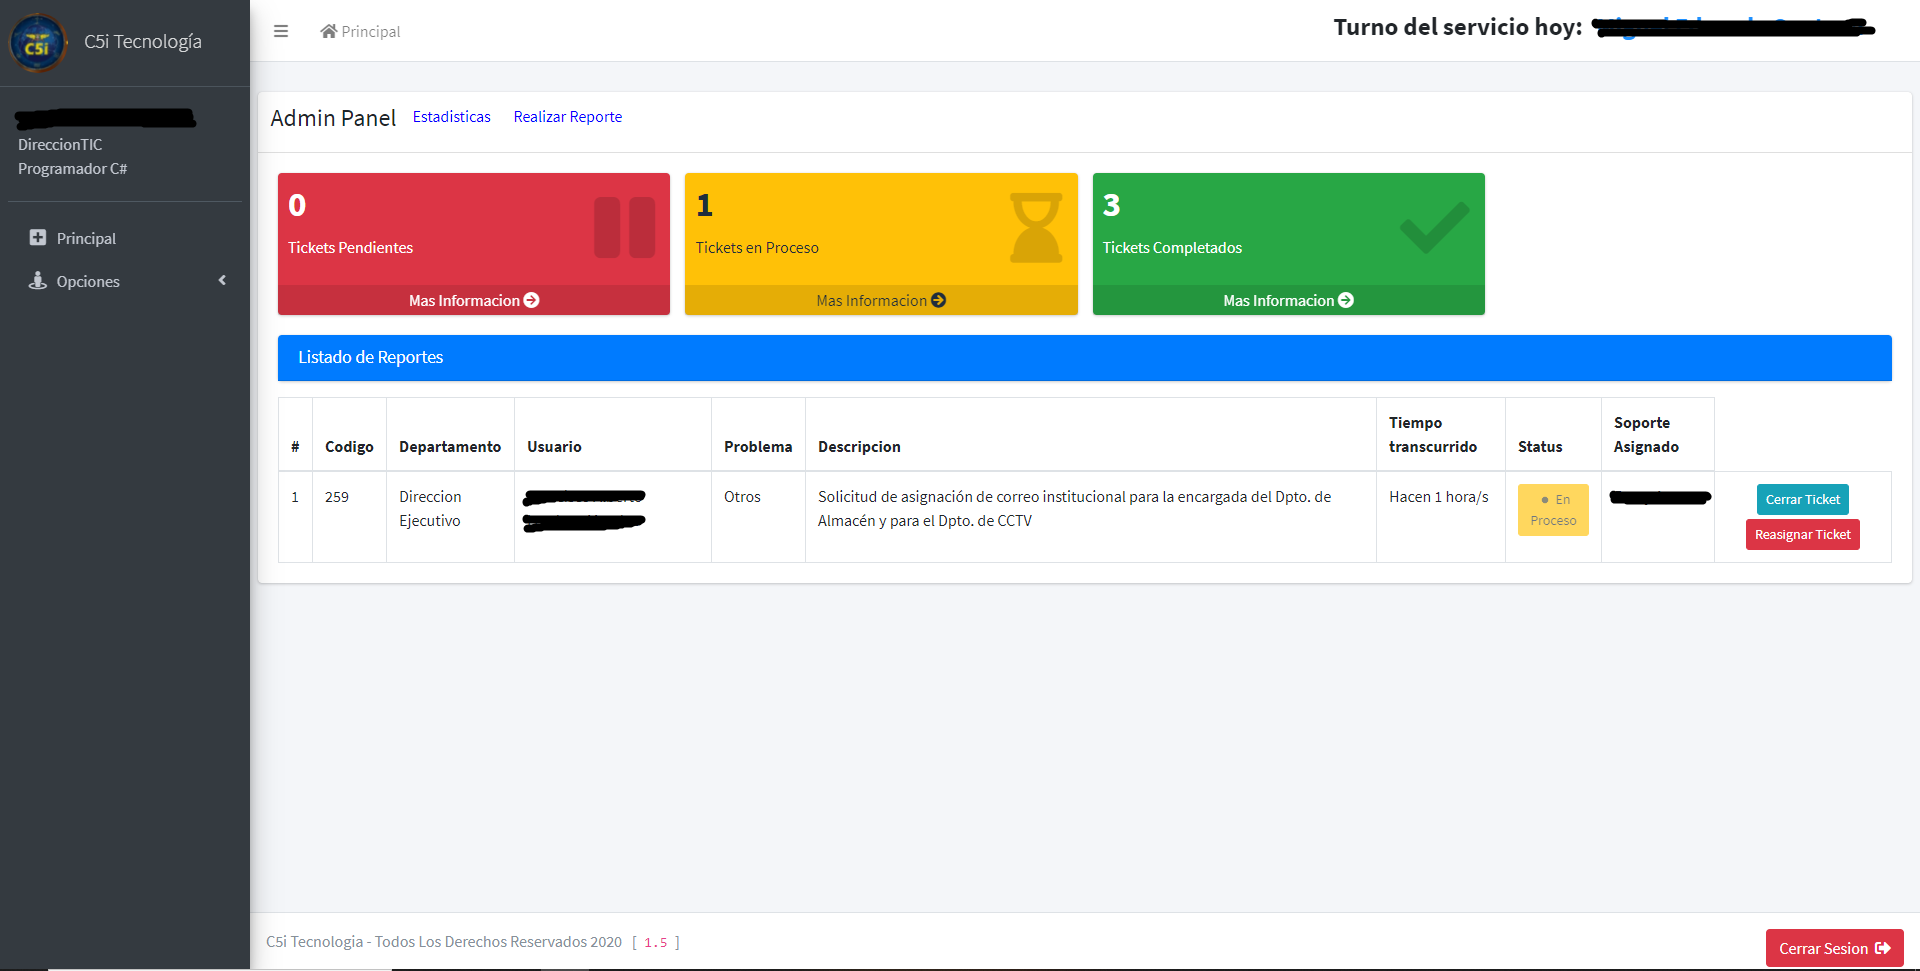 C5i
C5i Tecnología
Principal
Turno del servicio hoy:
DireccionTIC
Programador C#
Principal
Opciones
Admin Panel
Estadisticas
Realizar Reporte
0
Tickets Pendientes
Mas Informacion
1
Tickets en Proceso
Mas Informacion
3
Tickets Completados
Mas Informacion
Listado de Reportes
# Codigo Departamento Usuario Problema Descripcion Tiempo transcurrido Status Soporte Asignado
1 259 Direccion Ejecutivo Otros
Solicitud de asignación de correo institucional para la encargada del Dpto. de
Almacén y para el Dpto. de CCTV
Hacen 1 hora/s
En
Proceso
Cerrar Ticket
Reasignar Ticket
C5i Tecnologia - Todos Los Derechos Reservados 2020 [ 1.5 ]
Cerrar Sesion